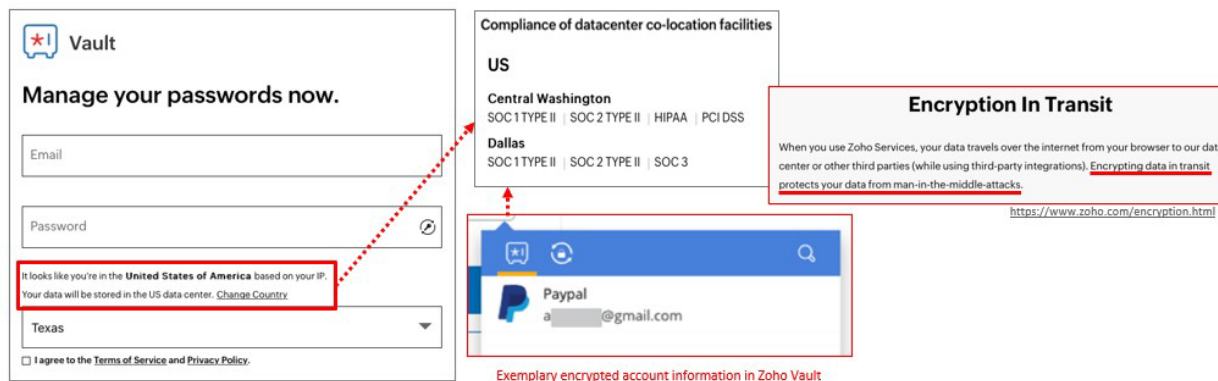 Vault
Manage your passwords now.
Email
Password
It looks like you're in the United States of America based on your IP.
Your data will be stored in the US data center. Change Country
Texas
I agree to the Terms of Service and Privacy Policy.
Compliance of datacenter co-location facilities
US
Central Washington
SOC 1 TYPE II | SOC 2 TYPE II | HIPAA | PCI DSS
Dallas
SOC 1 TYPE II | SOC 2 TYPE II | SOC 3
Paypal
a @gmail.com
Exemplary encrypted account information in Zoho Vault
Encryption In Transit
When you use Zoho Services, your data travels over the internet from your browser to our dat
center or other third parties (while using third-party integrations). Encrypting data in transit
protects your data from man-in-the-middle-attacks.
https://www.zoho.com/encryption.html